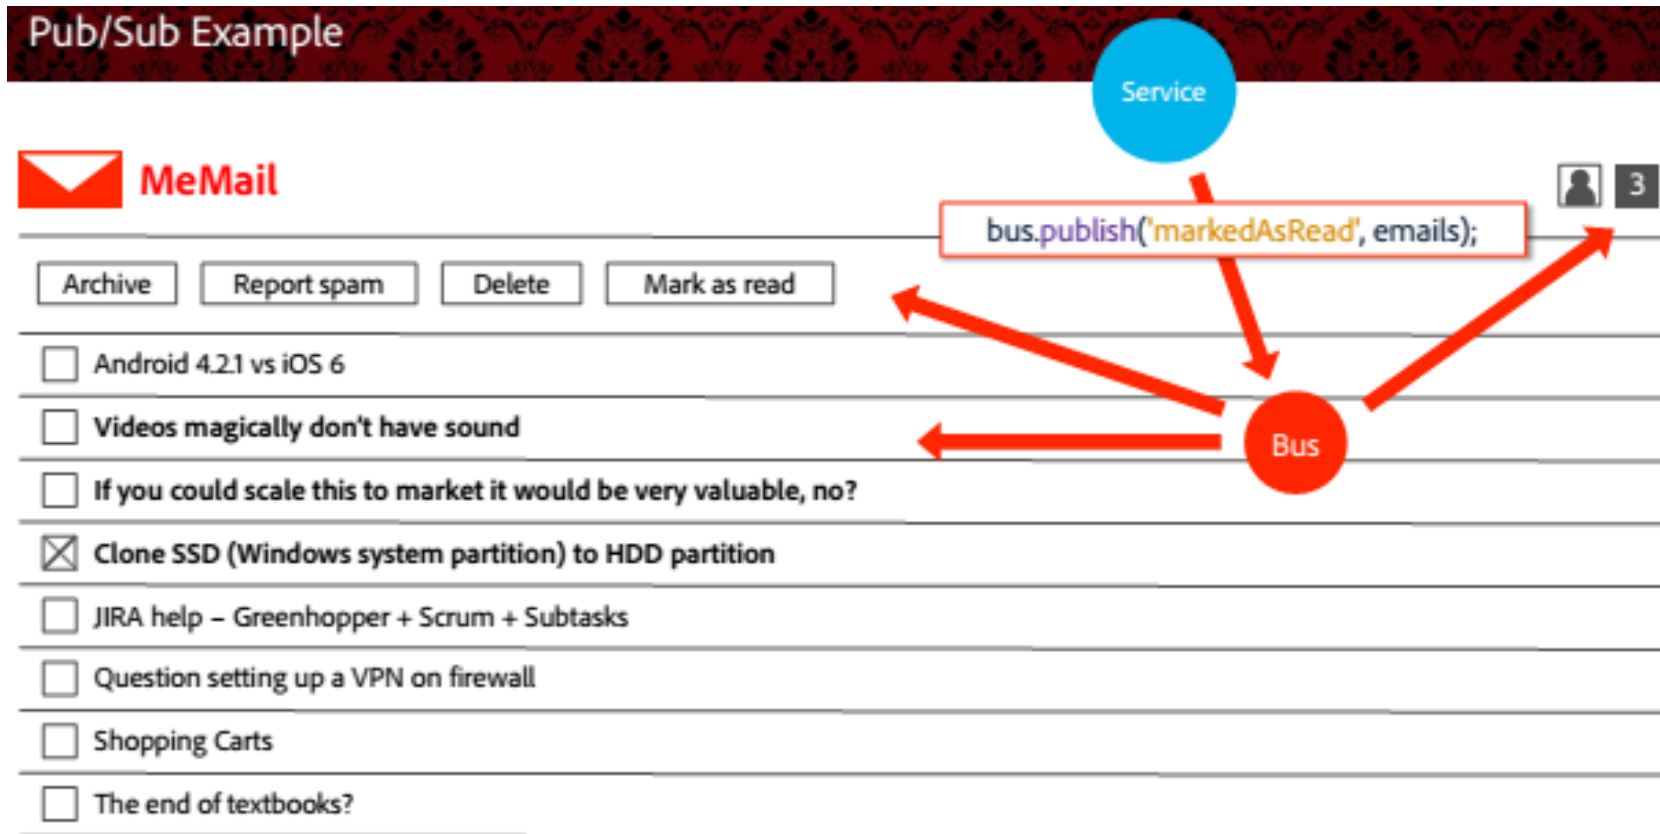 Pub/Sub Example
Service
MeMail
3
bus.publish('markedAsRead', emails);
Archive
Report spam
Delete
Mark as read
Android 4.2.1 vs iOS 6
Videos magically don't have sound
Bus
If you could scale this to market it would be very valuable, no?
Clone SSD (Windows system partition) to HDD partition
JIRA help – Greenhopper + Scrum + Subtasks
Question setting up a VPN on firewall
Shopping Carts
The end of textbooks?